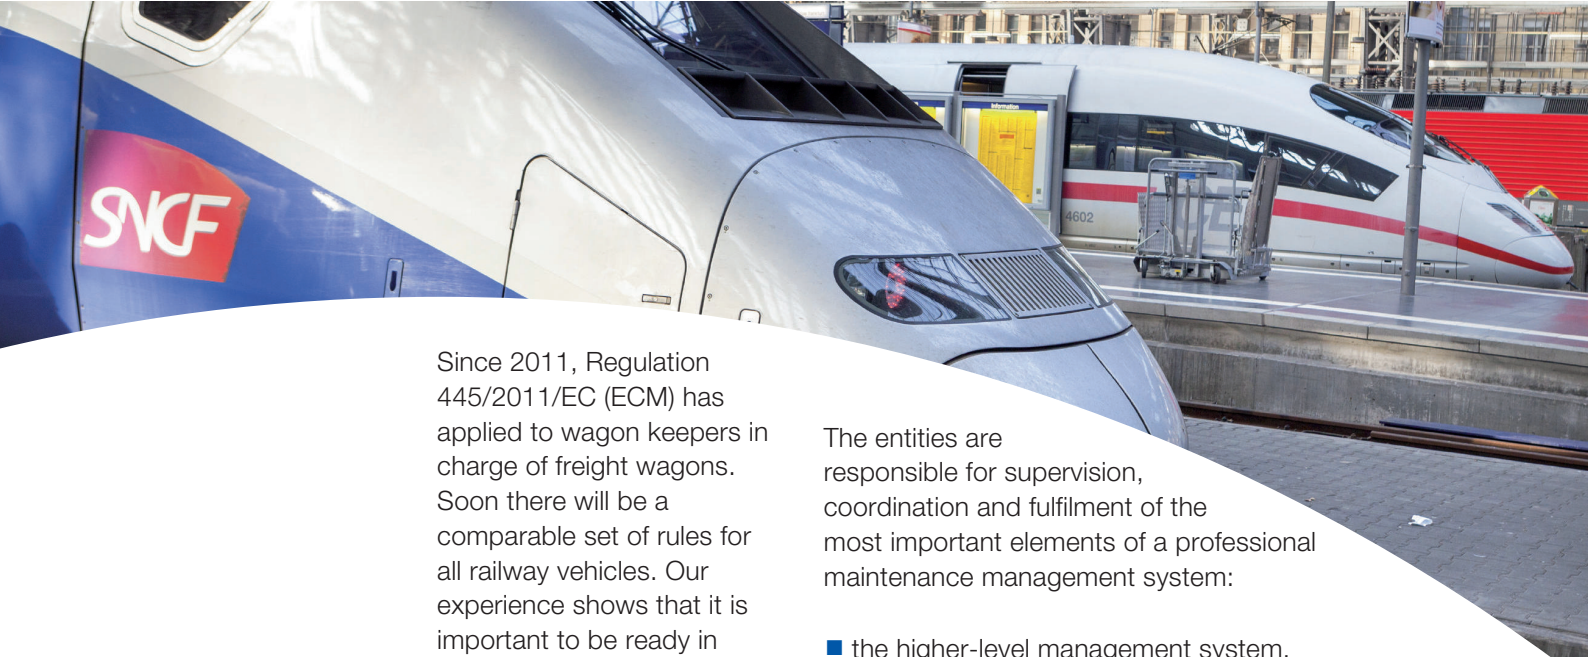 SNCF
Information
4602
Since 2011, Regulation
445/2011/EC (ECM) has
applied to wagon keepers in
charge of freight wagons.
Soon there will be a
comparable set of rules for
all railway vehicles. Our
experience shows that it is
important to be ready in
The entities are
responsible for supervision,
coordination and fulfilment of the
most important elements of a professional
maintenance management system:
■ the higher-level management system,